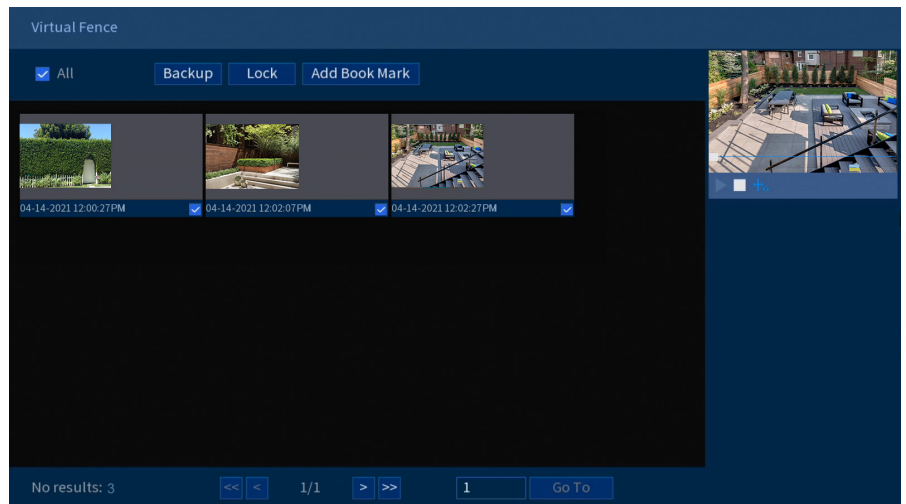 Virtual Fence
All Backup Lock Add Book Mark
04-14-2021 12:00:27PM 04-14-2021 12:02:07PM 04-14-2021 12:02:27PM
No results: 3 << < 1/1 > >> 1 Go To